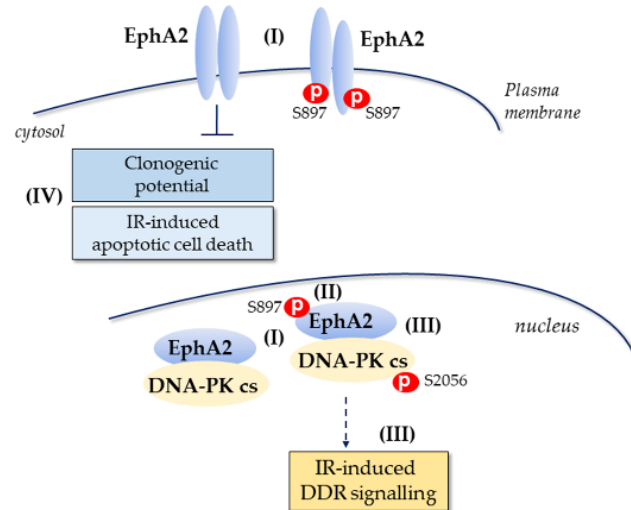 EphA2
(I)
EphA2
P
P
S897
S897
Plasma
membrane
cytosol
Clonogenic
potential
(IV)
IR-induced
apoptotic cell death
S897
P
(II)
EphA2
(III)
nucleus
(I)
EphA2
DNA-PK cs
DNA-PK cs
P
S2056
(III)
IR-induced
DDR signalling